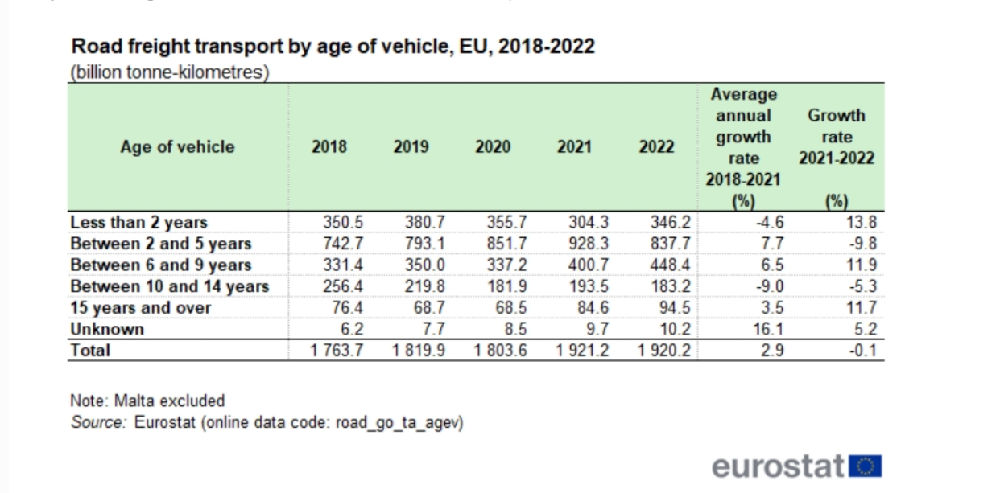 Road freight transport by age of vehicle, EU, 2018-2022
(billion tonne-kilometres)
Age of vehicle 2018 2019 2020 2021 2022 Average annual growth rate 2018-2021 (%) Growth rate 2021-2022 (%)
Less than 2 years 350.5 380.7 355.7 304.3 346.2 -4.6 13.8
Between 2 and 5 years 742.7 793.1 851.7 928.3 837.7 7.7 -9.8
Between 6 and 9 years 331.4 350.0 337.2 400.7 448.4 6.5 11.9
Between 10 and 14 years 256.4 219.8 181.9 193.5 183.2 -9.0 -5.3
15 years and over 76.4 68.7 68.5 84.6 94.5 3.5 11.7
Unknown 6.2 7.7 8.5 9.7 10.2 16.1 5.2
Total 1 763.7 1 819.9 1 803.6 1 921.2 1 920.2 2.9 -0.1
Note: Malta excluded
Source: Eurostat (online data code: road_go_ta_agev)
eurostat